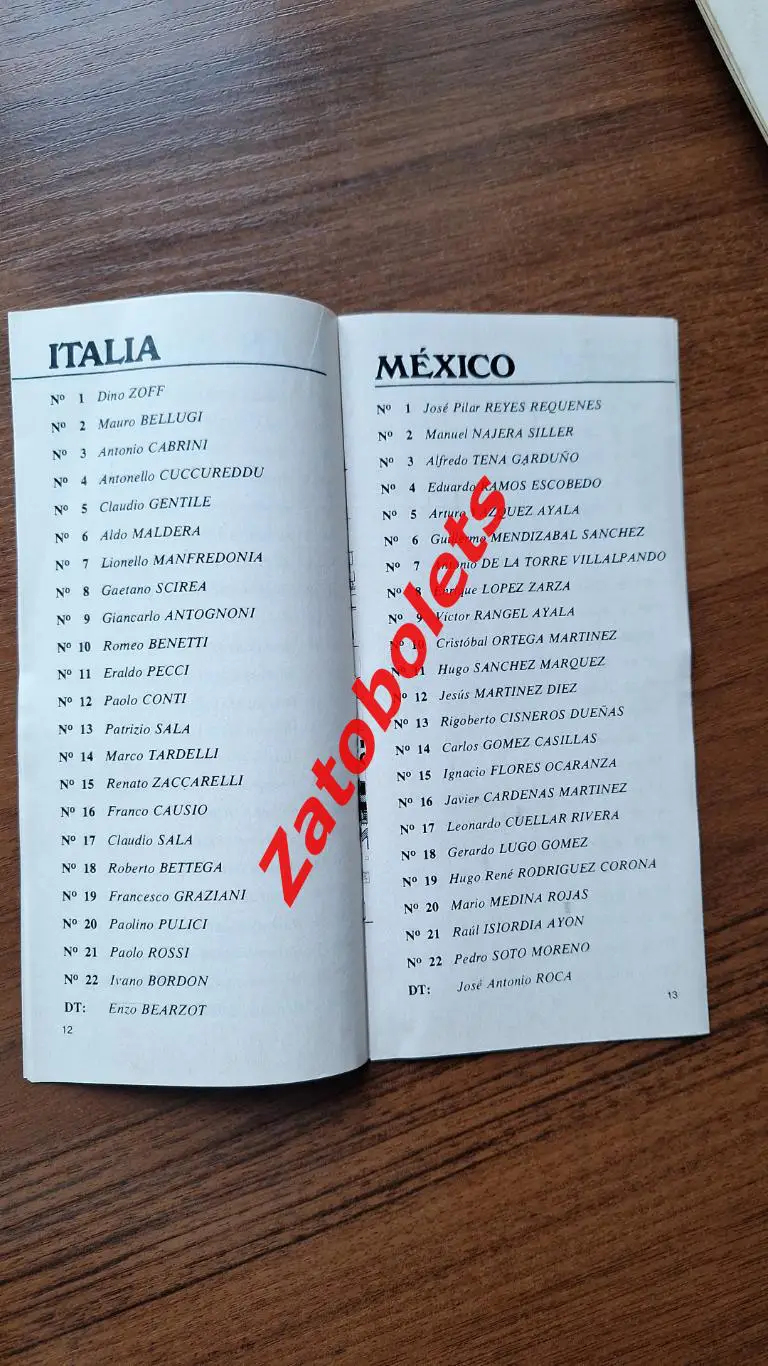 ITALIA
Nº 1 Dino ZOFF
Nº 2 Mauro BELLUGI
Nº 3 Antonio CABRINI
Nº 4 Antonello CUCCUREDDU
Nº 5 Claudio GENTILE
Nº 6 Aldo MALDERA
Nº 7 Lionello MANFREDONIA
Nº 8 Gaetano SCIREA
Nº 9 Giancarlo ANTOGNONI
Nº 10 Romeo BENETTI
Nº 11 Eraldo PECCI
Nº 12 Paolo CONTI
Nº 13 Patrizio SALA
Nº 14 Marco TARDELLI
Nº 15 Renato ZACCARELLI
Nº 16 Franco CAUSIO
Nº 17 Claudio SALA
Nº 18 Roberto BETTEGA
Nº 19 Francesco GRAZIANI
Nº 20 Paolino PULICI
Nº 21 Paolo ROSSI
Nº 22 Ivano BORDON
DT: Enzo BEARZOT
12
MÉXICO
Nº 1 José Pilar REYES REQUENES
Nº 2 Manuel NAJERA SILLER
Nº 3 Alfredo TENA GARDUÑO
Nº 4 Eduardo RAMOS ESCOBEDO
Nº 5 Arturo VAZQUEZ AYALA
Nº 6 Guillermo MENDIZABAL SANCHEZ
Nº 7 Antonio DE LA TORRE VILLALPANDO
Nº 8 Enrique LOPEZ ZARZA
Nº 9 Víctor RANGEL AYALA
Nº 10 Cristóbal ORTEGA MARTINEZ
Nº 11 Hugo SANCHEZ MARQUEZ
Nº 12 Jesús MARTINEZ DIEZ
Nº 13 Rigoberto CISNEROS DUEÑAS
Nº 14 Carlos GOMEZ CASILLAS
Nº 15 Ignacio FLORES OCARANZA
Nº 16 Javier CARDENAS MARTINEZ
Nº 17 Leonardo CUELLAR RIVERA
Nº 18 Gerardo LUGO GOMEZ
Nº 19 Hugo René RODRIGUEZ CORONA
Nº 20 Mario MEDINA ROJAS
Nº 21 Raúl ISIORDIA AYON
Nº 22 Pedro SOTO MORENO
DT: José Antonio ROCA
13
Zatobolets